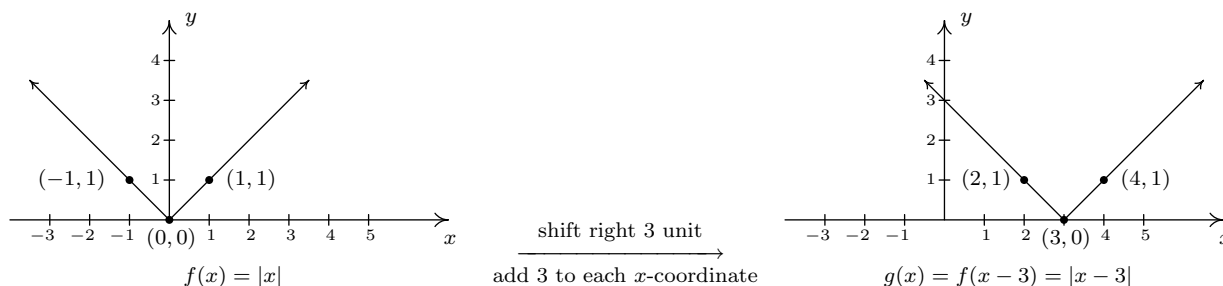 y
4
3
2
1
(−1, 1)
(1, 1)
−3 −2 −1 (0, 0) 1 2 3 4 5 x
f(x) = |x|
shift right 3 unit
add 3 to each x-coordinate
y
4
3
2
1
(2, 1)
(4, 1)
−3 −2 −1 1 2 (3, 0) 4 5 x
g(x) = f(x − 3) = |x − 3|